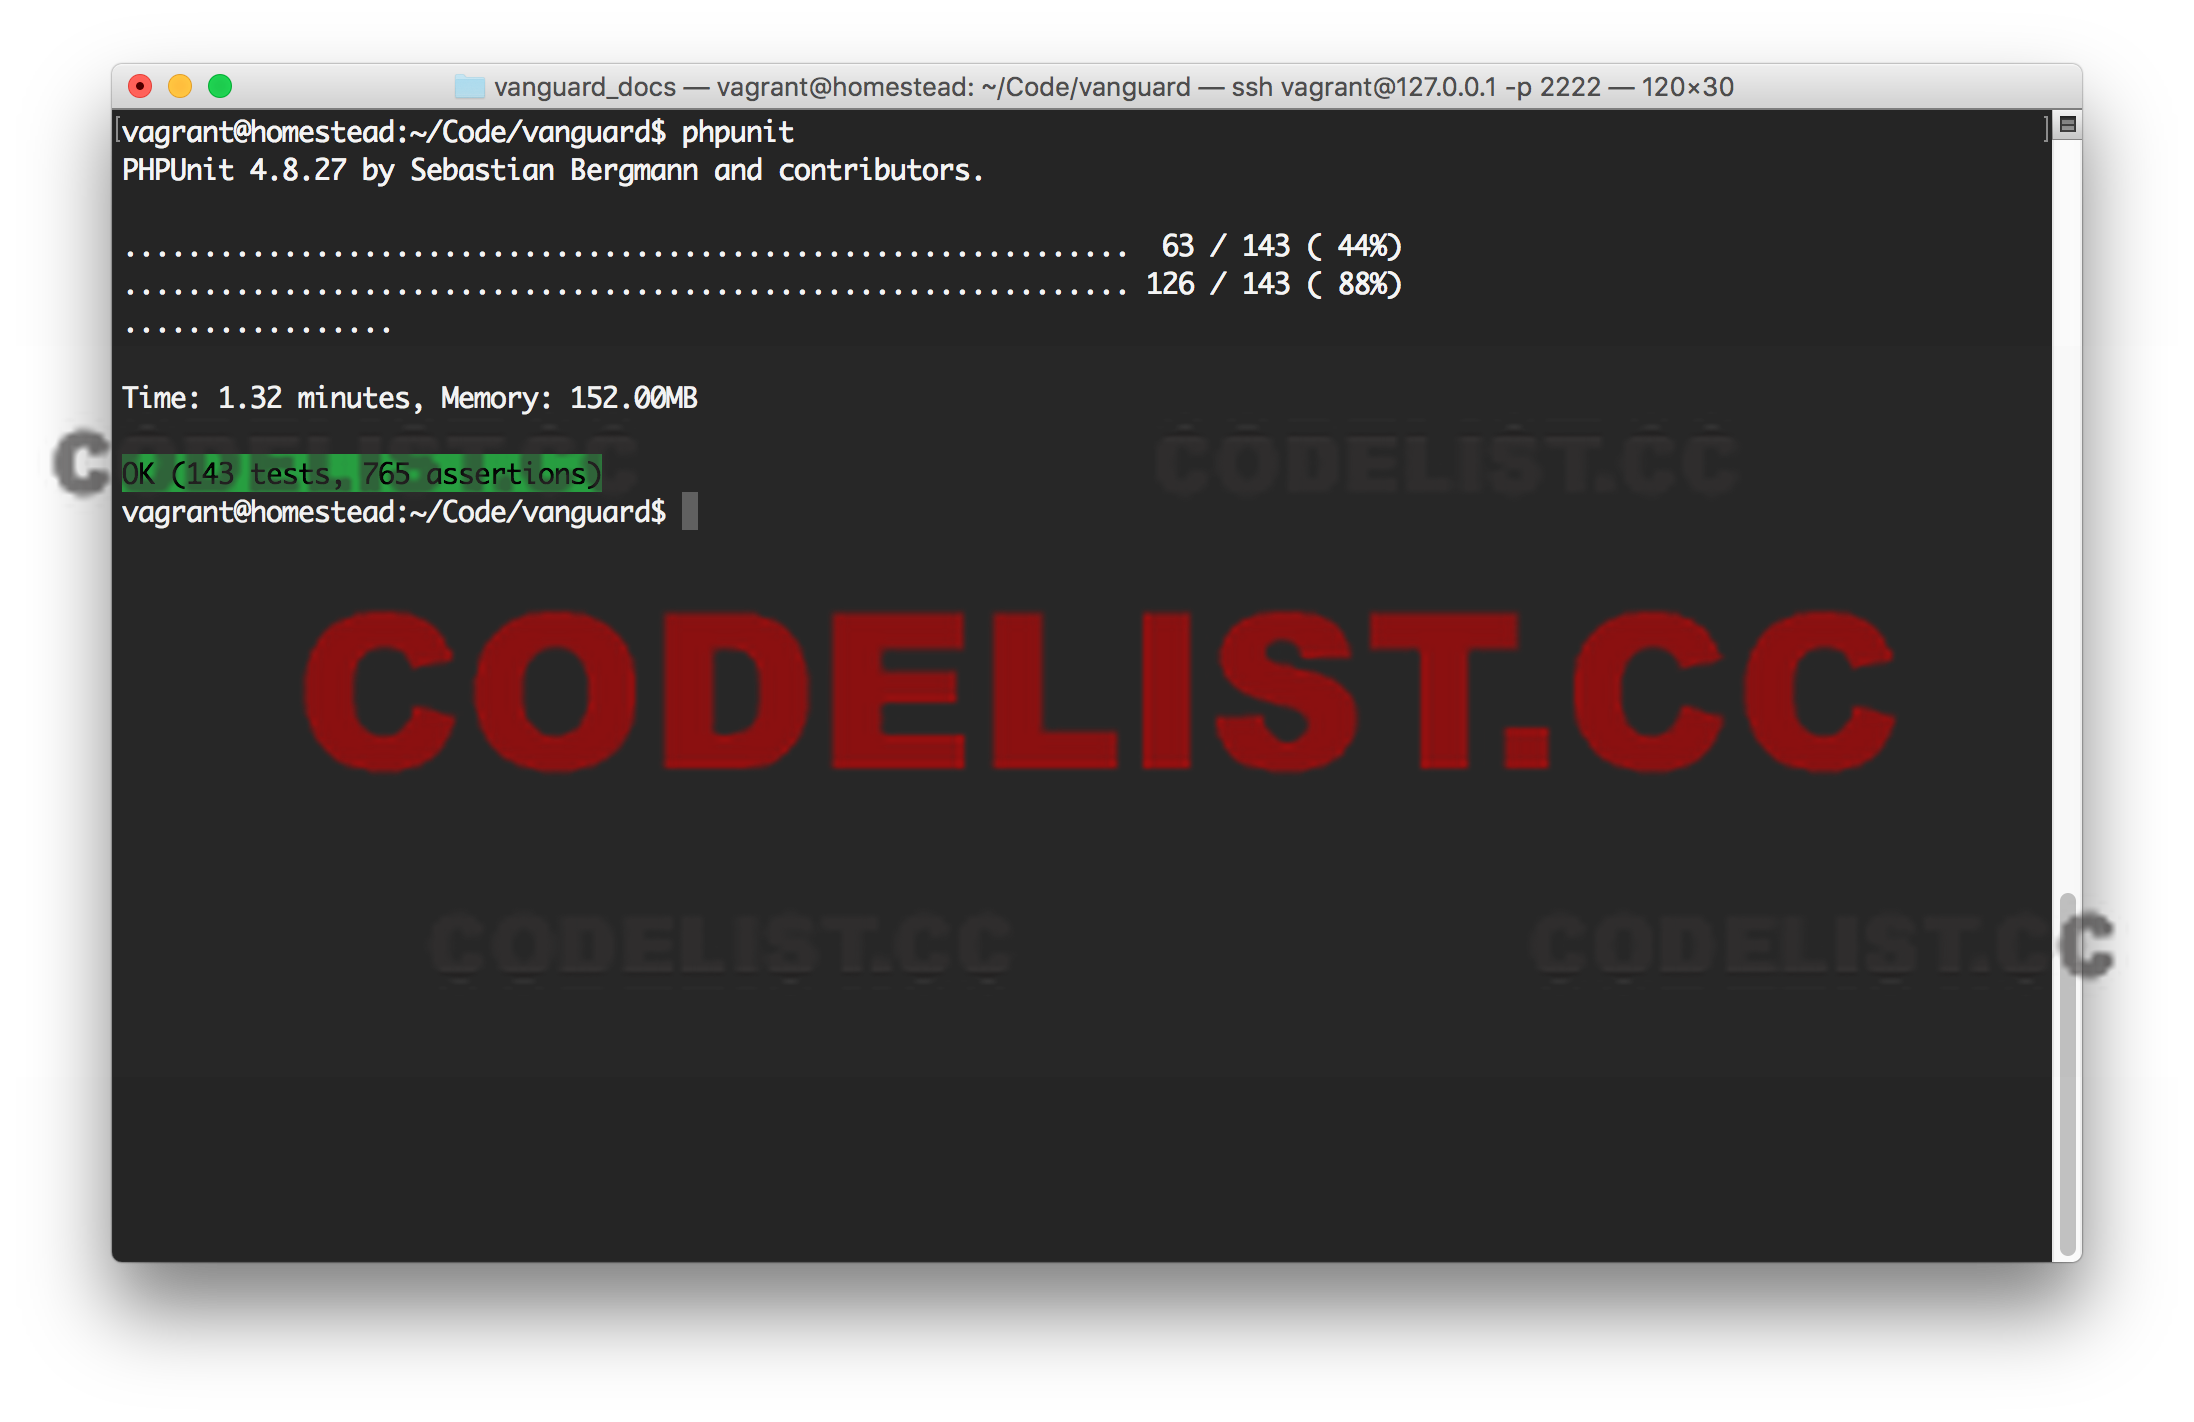 vanguard_docs — vagrant@homestead: ~/Code/vanguard — ssh vagrant@127.0.0.1 -p 2222 — 120×30
[vagrant@homestead:~/Code/vanguard$ phpunit ]
PHPUnit 4.8.27 by Sebastian Bergmann and contributors.
............................................................... 63 / 143 ( 44%)
............................................................... 126 / 143 ( 88%)
.................
Time: 1.32 minutes, Memory: 152.00MB
CODELIST.CC CODELIST.CC
OK (143 tests, 765 assertions)
vagrant@homestead:~/Code/vanguard$
CODELIST.CC
CODELIST.CC CODELIST.CC